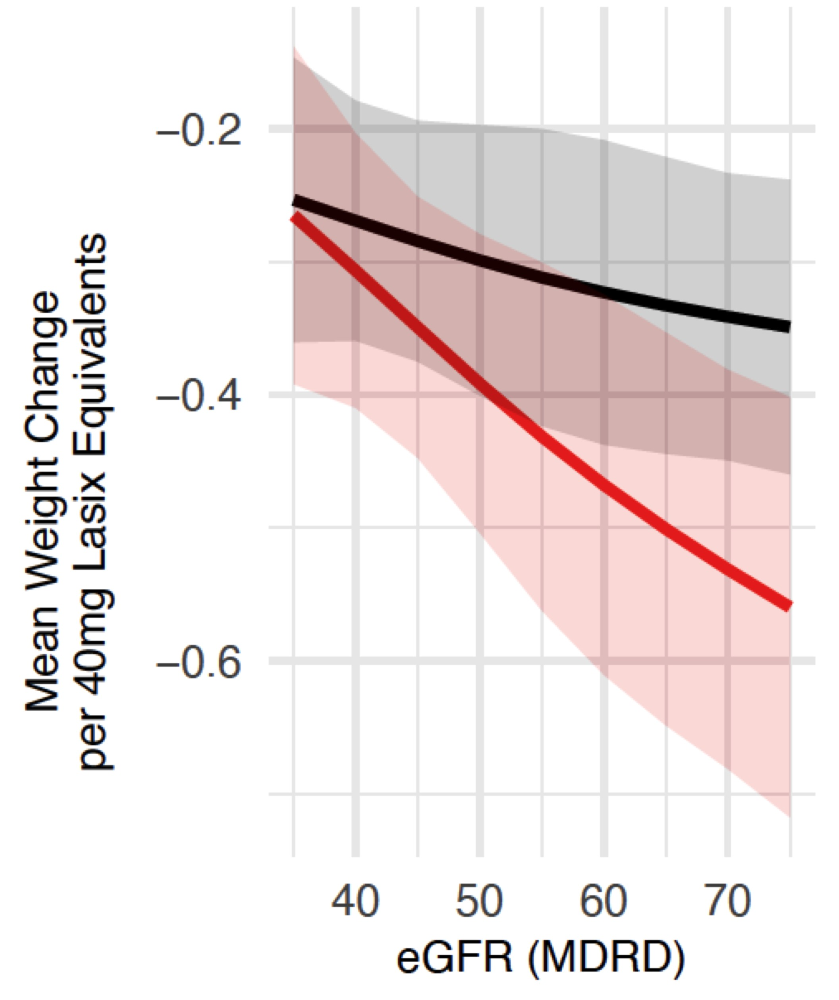 Mean Weight Change
per 40mg Lasix Equivalents
−0.2
−0.4
−0.6
40 50 60 70
eGFR (MDRD)